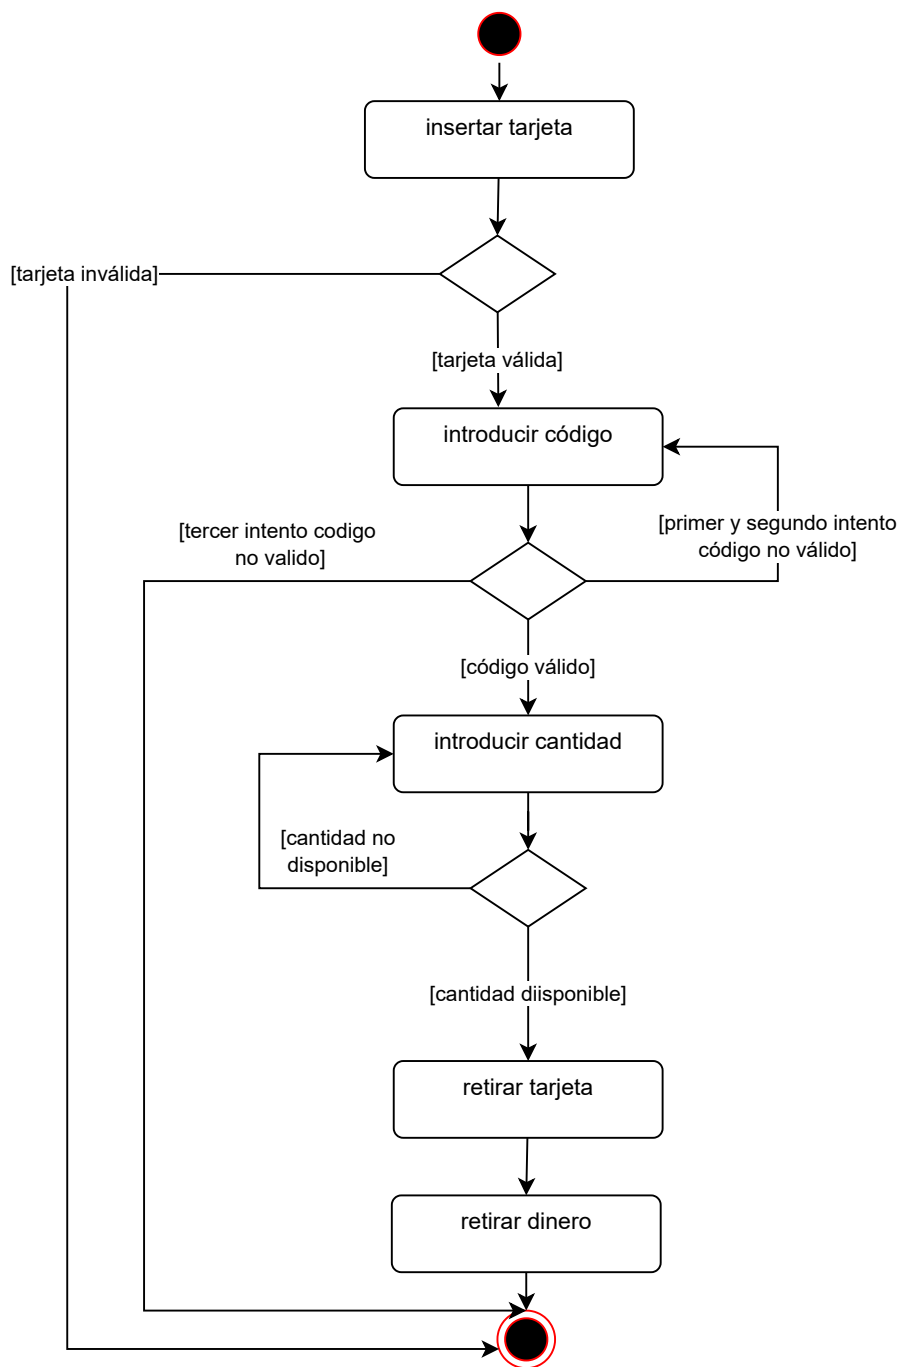 insertar tarjeta
[tarjeta inválida]
[tarjeta válida]
introducir código
[primer y segundo intento
código no válido]
[tercer intento codigo
no valido]
[código válido]
introducir cantidad
[cantidad no
disponible]
[cantidad diisponible]
retirar tarjeta
retirar dinero